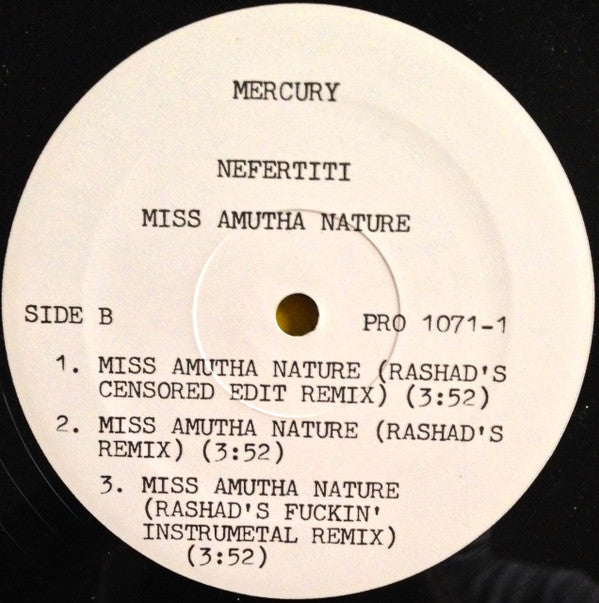 MERCURY
NEFERTITI
MISS AMUTHA NATURE
SIDE B
PRO 1071-1
1. MISS AMUTHA NATURE (RASHAD'S
CENSORED EDIT REMIX) (3:52)
2. MISS AMUTHA NATURE (RASHAD'S
REMIX) (3:52)
3. MISS AMUTHA NATURE
(RASHAD'S FUCKIN'
INSTRUMETAL REMIX)
(3:52)